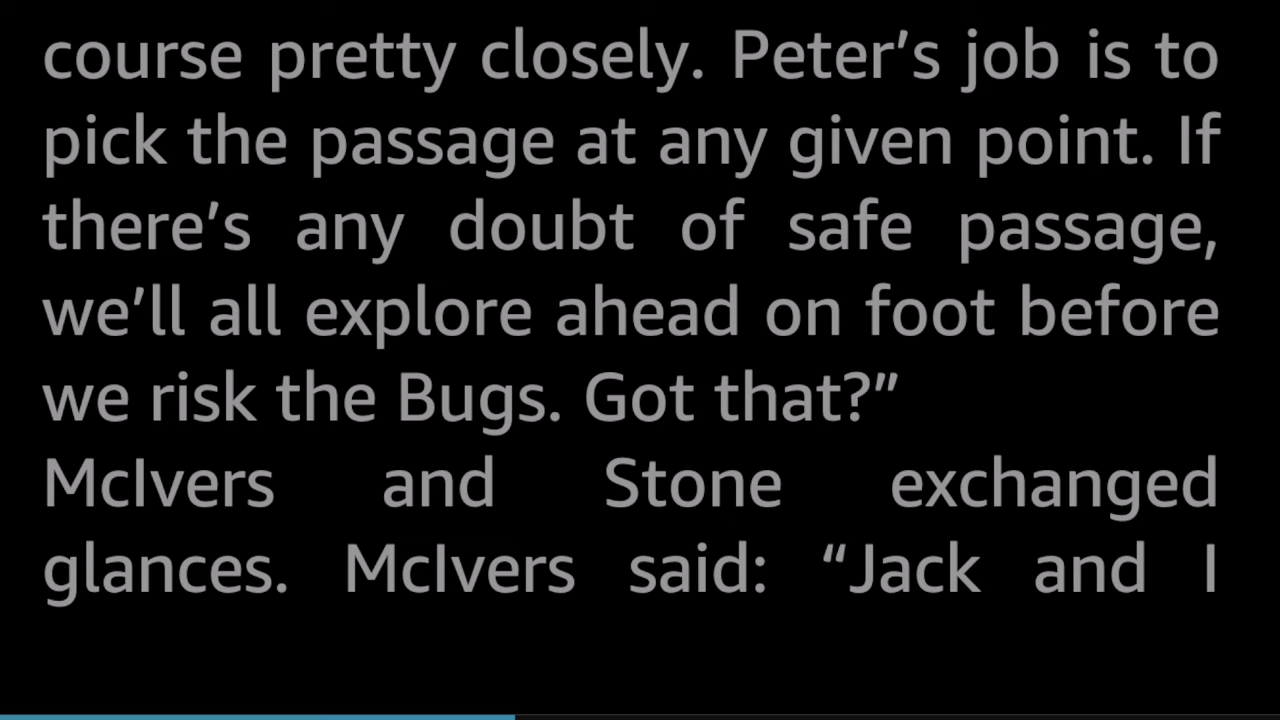 course pretty closely. Peter’s job is to
pick the passage at any given point. If
there’s any doubt of safe passage,
we’ll all explore ahead on foot before
we risk the Bugs. Got that?”
McIvers and Stone exchanged
glances. McIvers said: “Jack and I